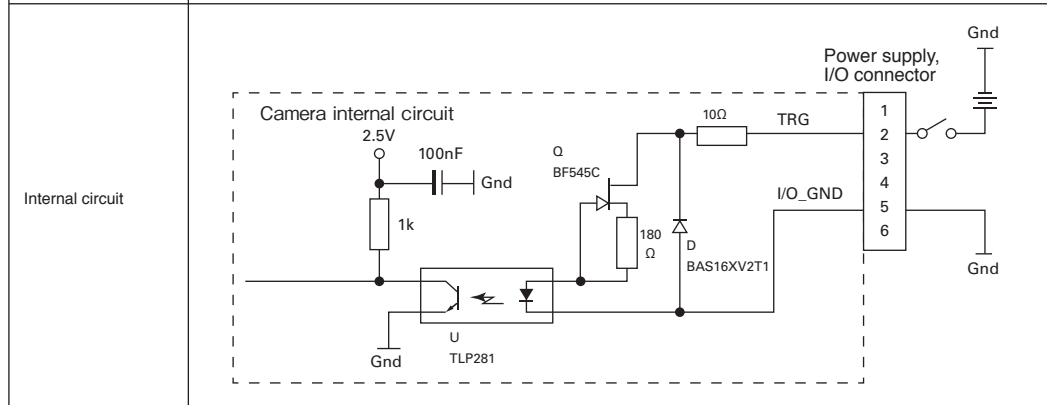 Internal circuit
Gnd
Power supply,
I/O connector
Camera internal circuit
2.5V
100nF
Gnd
1k
Q
BF545C
10Ω
TRG
1
2
3
4
5
6
I/O_GND
180
Ω
D
BAS16XV2T1
Gnd
Gnd
U
TLP281